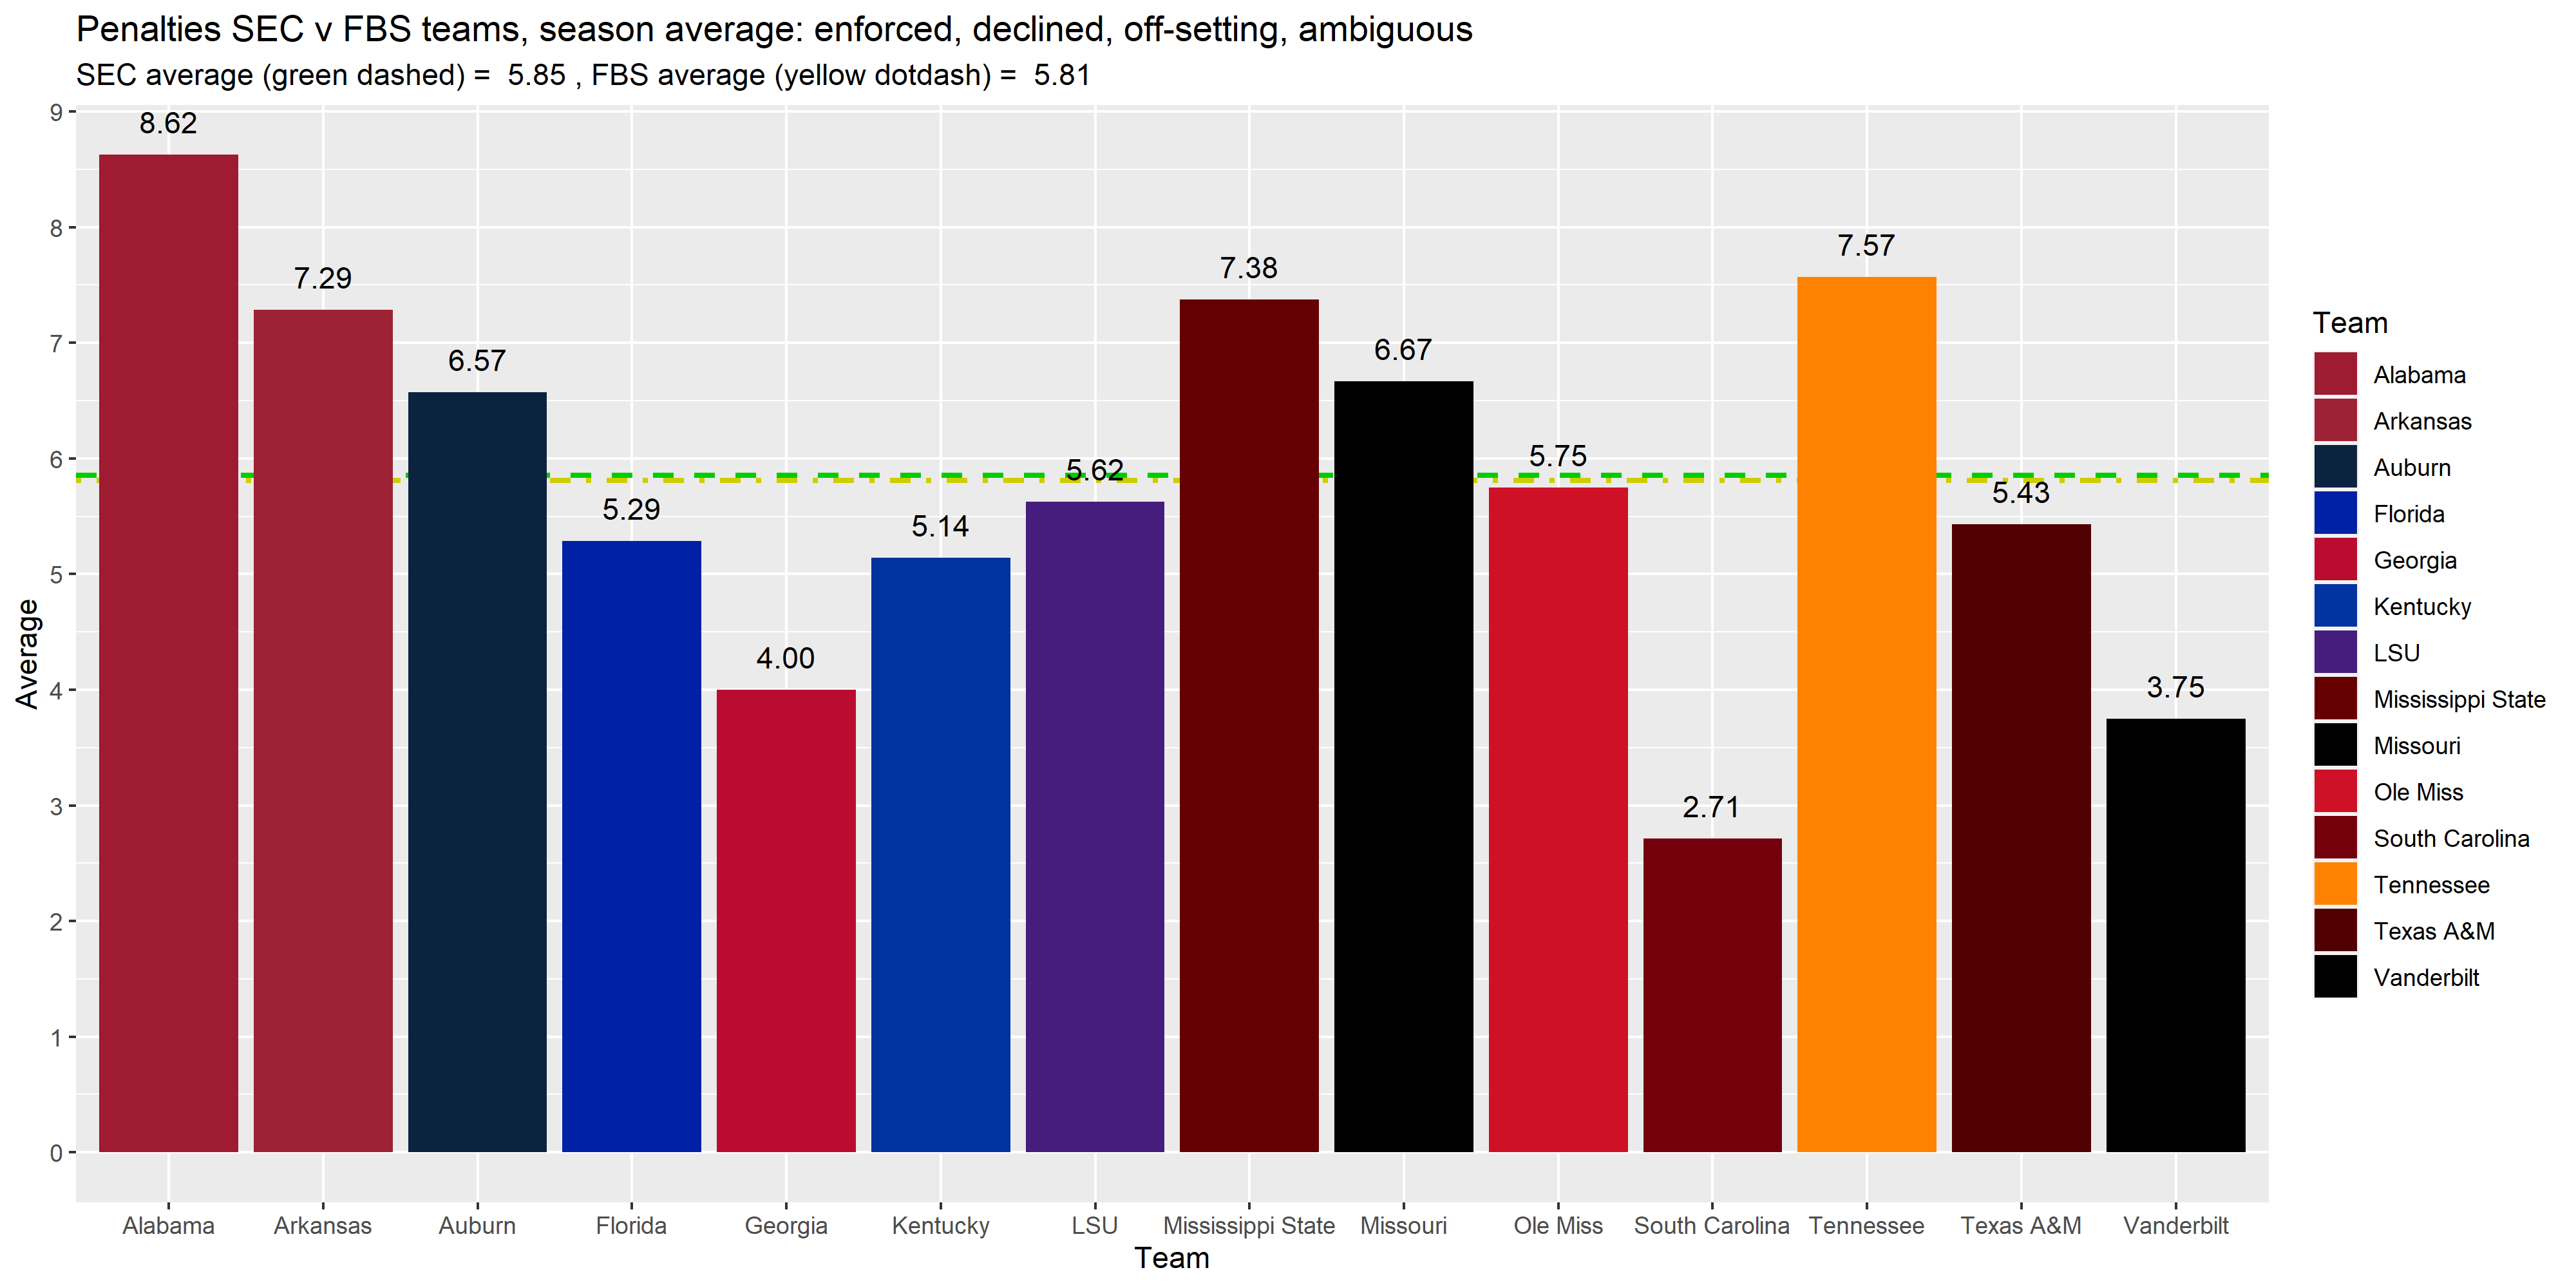 Penalties SEC v FBS teams, season average: enforced, declined, off-setting, ambiguous
SEC average (green dashed) =  5.85 , FBS average (yellow dotdash) =  5.81
Average
9
8
7
6
5
4
3
2
1
0
8.62
7.29
6.57
5.29
4.00
5.14
5.62
7.38
6.67
5.75
2.71
7.57
5.43
3.75
Alabama
Arkansas
Auburn
Florida
Georgia
Kentucky
LSU
Mississippi State
Missouri
Ole Miss
South Carolina
Tennessee
Texas A&M
Vanderbilt
Team
Team
Alabama
Arkansas
Auburn
Florida
Georgia
Kentucky
LSU
Mississippi State
Missouri
Ole Miss
South Carolina
Tennessee
Texas A&M
Vanderbilt